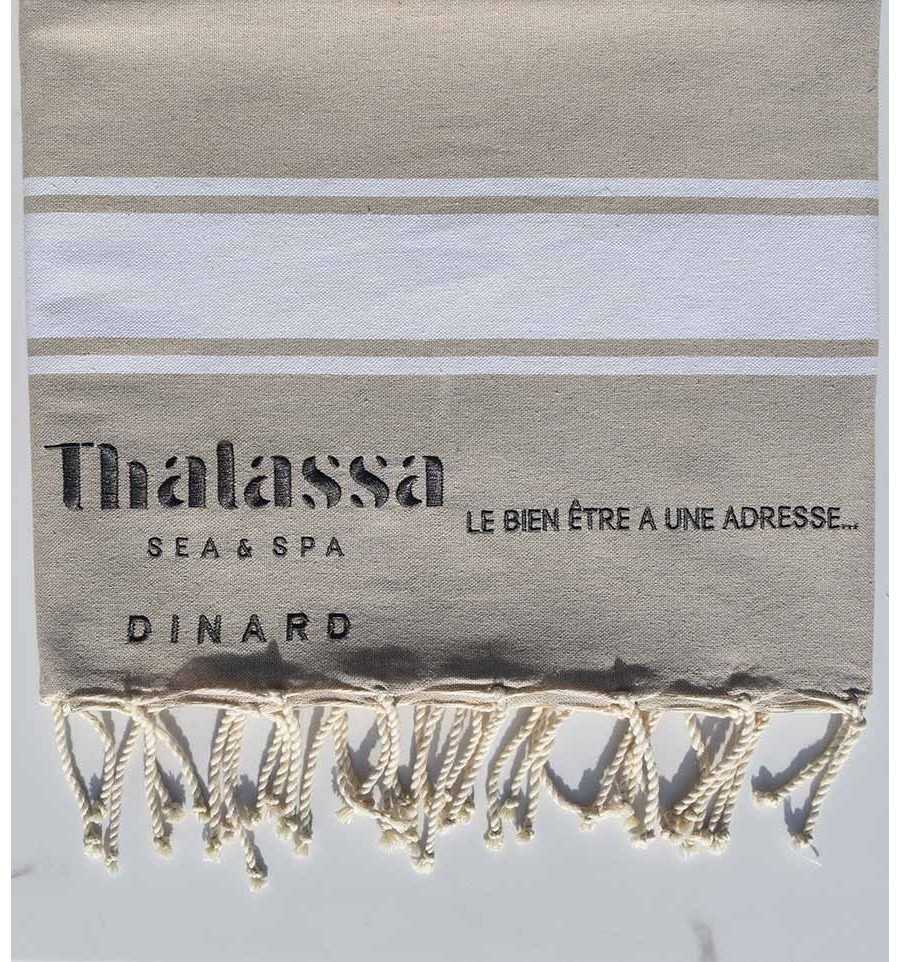 Thalassa
SEA & SPA
DINARD
LE BIEN ÊTRE A UNE ADRESSE...